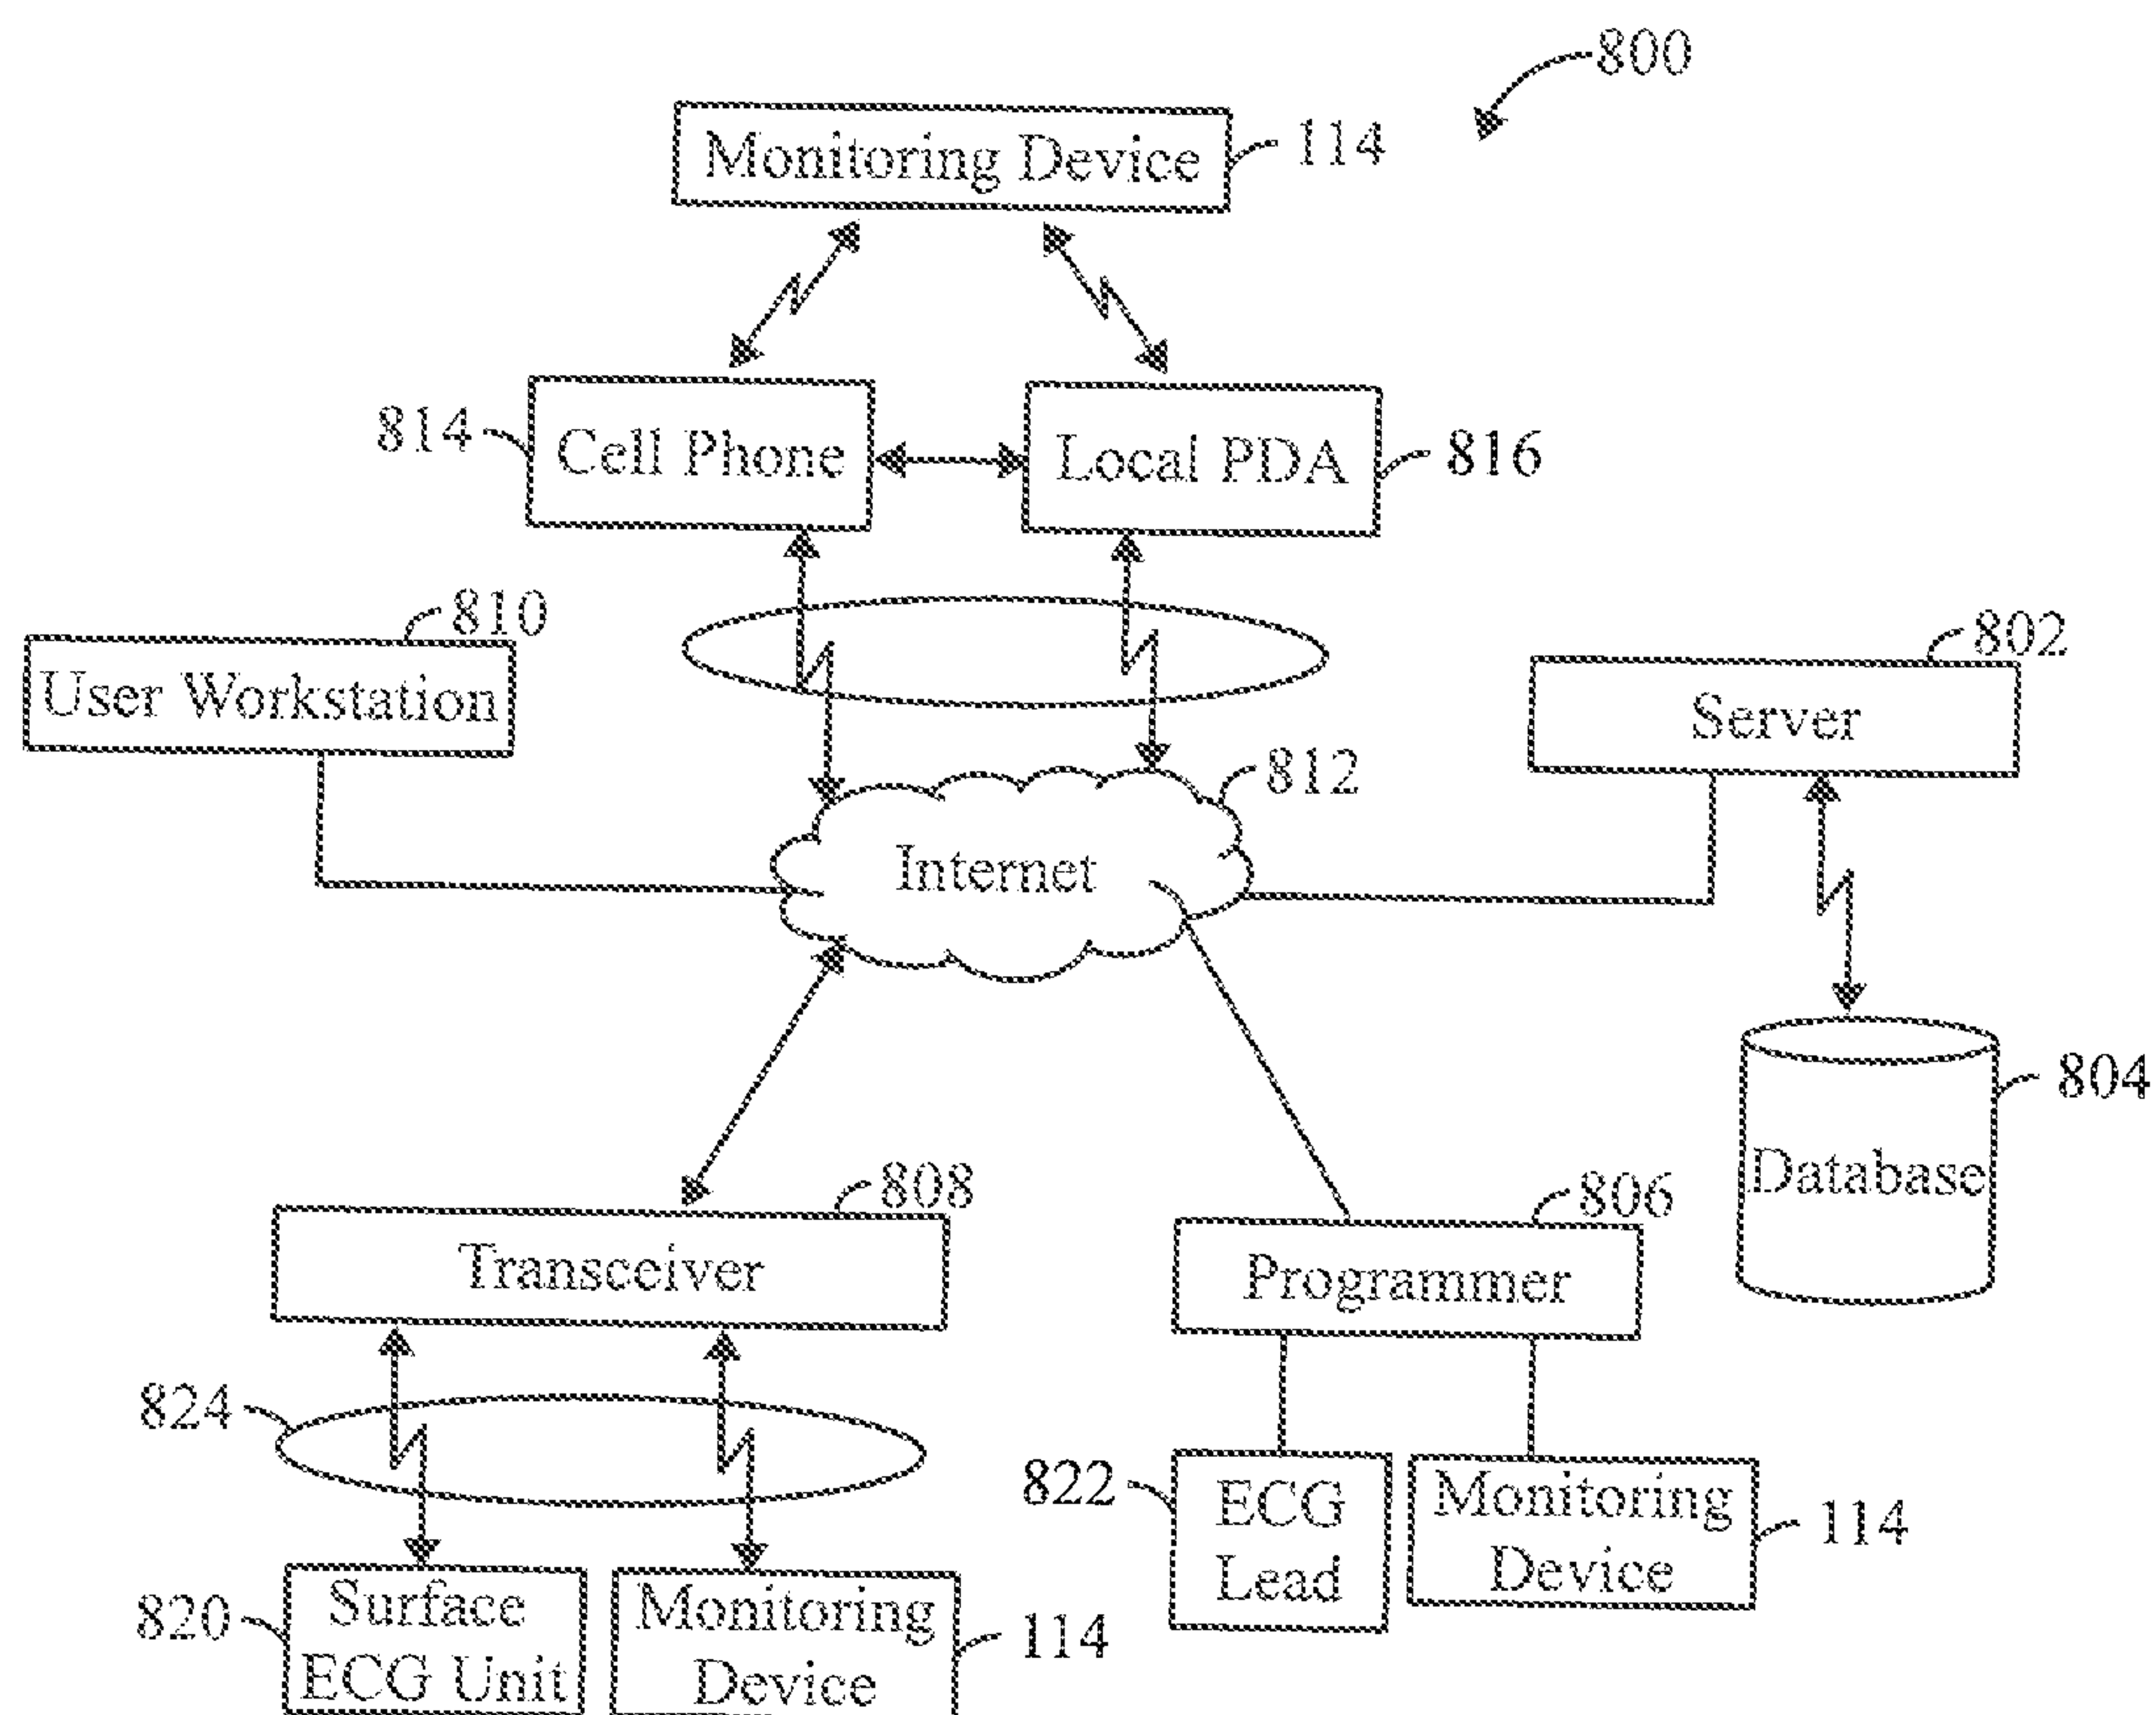 800
Monitoring Device
114
814
Cell Phone
Local PDA
816
810
User Workstation
802
Server
812
Internet
804
Database
808
Transceiver
806
Programmer
824
822
ECG
Lead
Monitoring
Device
114
820
Surface
ECG Unit
Monitoring
Device
114